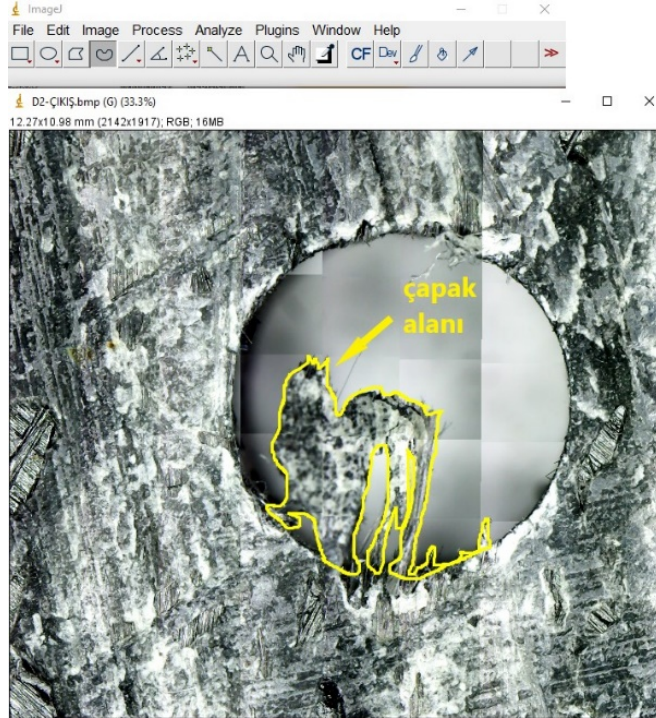 ImageJ
File Edit Image Process Analyze Plugins Window Help
A CF Dev
D2-ÇIKIŞ.bmp (G) (33.3%)
12.27x10.98 mm (2142x1917); RGB; 16MB
çapak
alanı